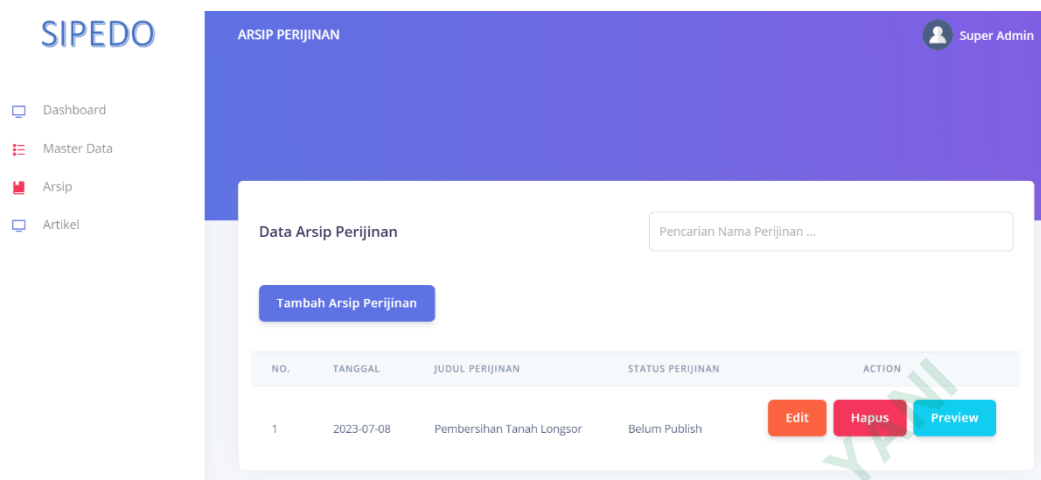 SIPEDO
ARSIP PERIJINAN
Super Admin
Dashboard
Master Data
Arsip
Artikel
Data Arsip Perijinan
Pencarian Nama Perijinan ...
Tambah Arsip Perijinan
NO. TANGGAL JUDUL PERIJINAN STATUS PERIJINAN ACTION
1 2023-07-08 Pembersihan Tanah Longsor Belum Publish Edit Hapus Preview
YANI